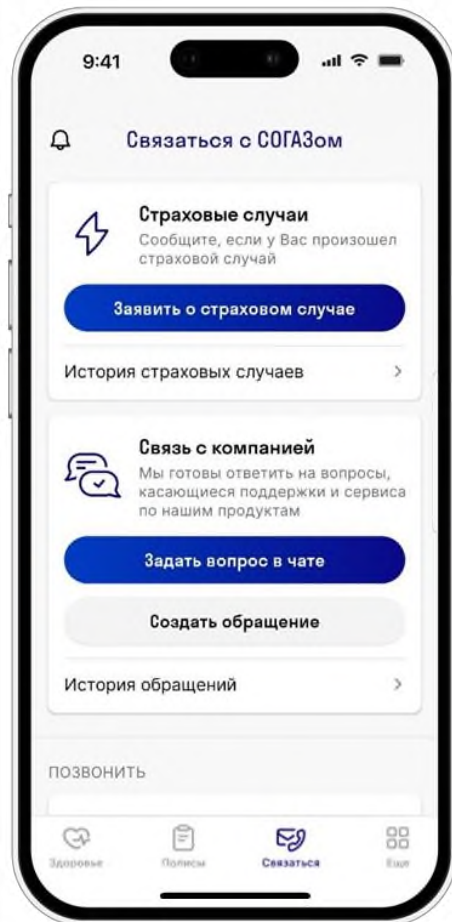 9:41
Связаться с СОГАЗом
Страховые случаи
Сообщите, если у Вас произошел
страховой случай
Заявить о страховом случае
История страховых случаев
Связь с компанией
Мы готовы ответить на вопросы,
касающиеся поддержки и сервиса
по нашим продуктам
Задать вопрос в чате
Создать обращение
История обращений
ПОЗВОНИТЬ
Здоровье Полисы Связаться Еще